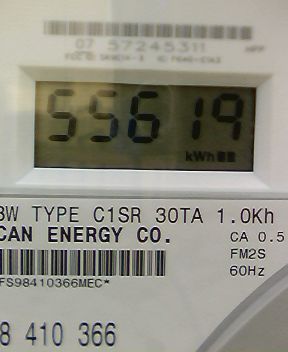 07 57245311
55619
kWh
3W TYPE C1SR 30TA 1.0Kh
CAN ENERGY CO.
CA 0.5
FM2S
60Hz
FS98410366MEC*
8 410 366